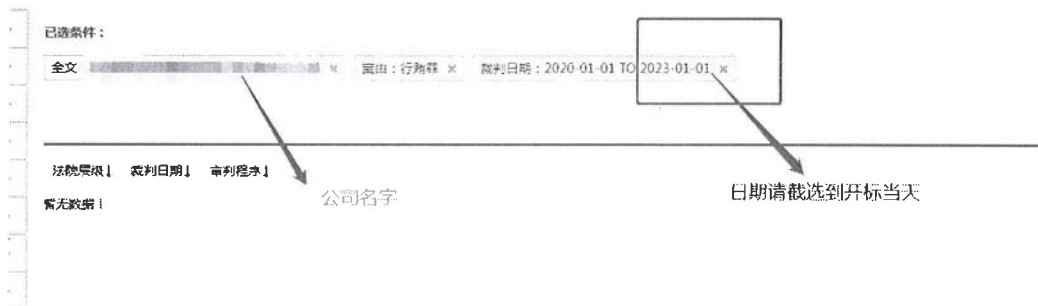 已选条件：
全文 × 案由：行贿罪 × 裁判日期：2020-01-01 TO 2023-01-01 ×
法院层级↓ 裁判日期↓ 审判程序↓
公司名字
日期请截选到开标当天
暂无数据！